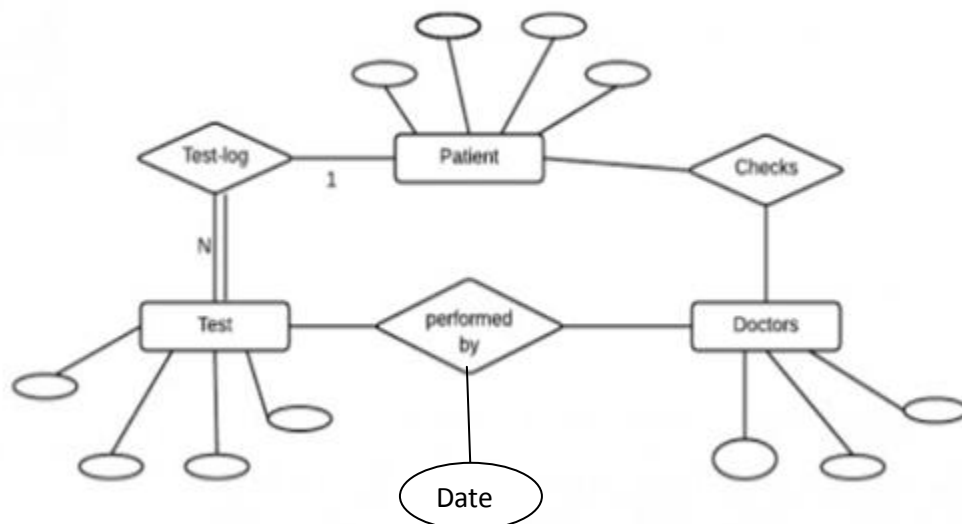 Test-log
1
Patient
Checks
N
Test
performed
by
Doctors
Date